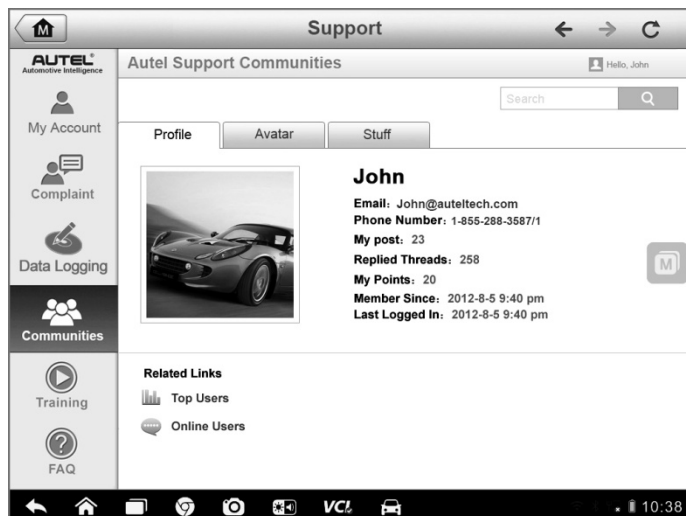 M
Support
AUTEL®
Automotive Intelligence
Autel Support Communities
Hello, John
Search
My Account
Complaint
Data Logging
Communities
Training
FAQ
Profile
Avatar
Stuff
John
Email: John@auteltech.com
Phone Number: 1-855-288-3587/1
My post: 23
Replied Threads: 258
My Points: 20
Member Since: 2012-8-5 9:40 pm
Last Logged In: 2012-8-5 9:40 pm
M
Related Links
Top Users
Online Users
VCI
10:38